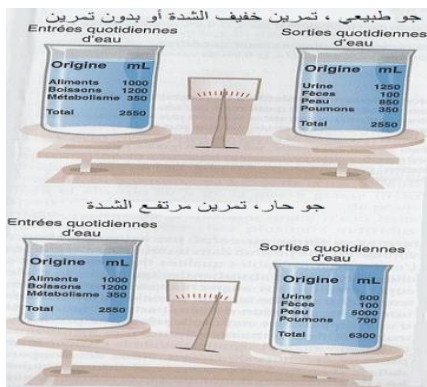 جو طبيعي ، تمرين خفيف الشدة أو بدون تمرين
Entrées quotidiennes
d'eau
Sorties quotidiennes
d'eau
Origine mL
Aliments 1000
Boissons 1200
Métabolisme 350
Total 2550
Origine mL
Urine 1250
Fèces 100
Peau 850
Poumons 350
Total 2550
جو حار، تمرين مرتفع الشدة
Entrées quotidiennes
d'eau
Sorties quotidiennes
d'eau
Origine mL
Aliments 1000
Boissons 1200
Métabolisme 350
Total 2550
Origine mL
Urine 500
Fèces 100
Peau 5000
Poumons 700
Total 6300